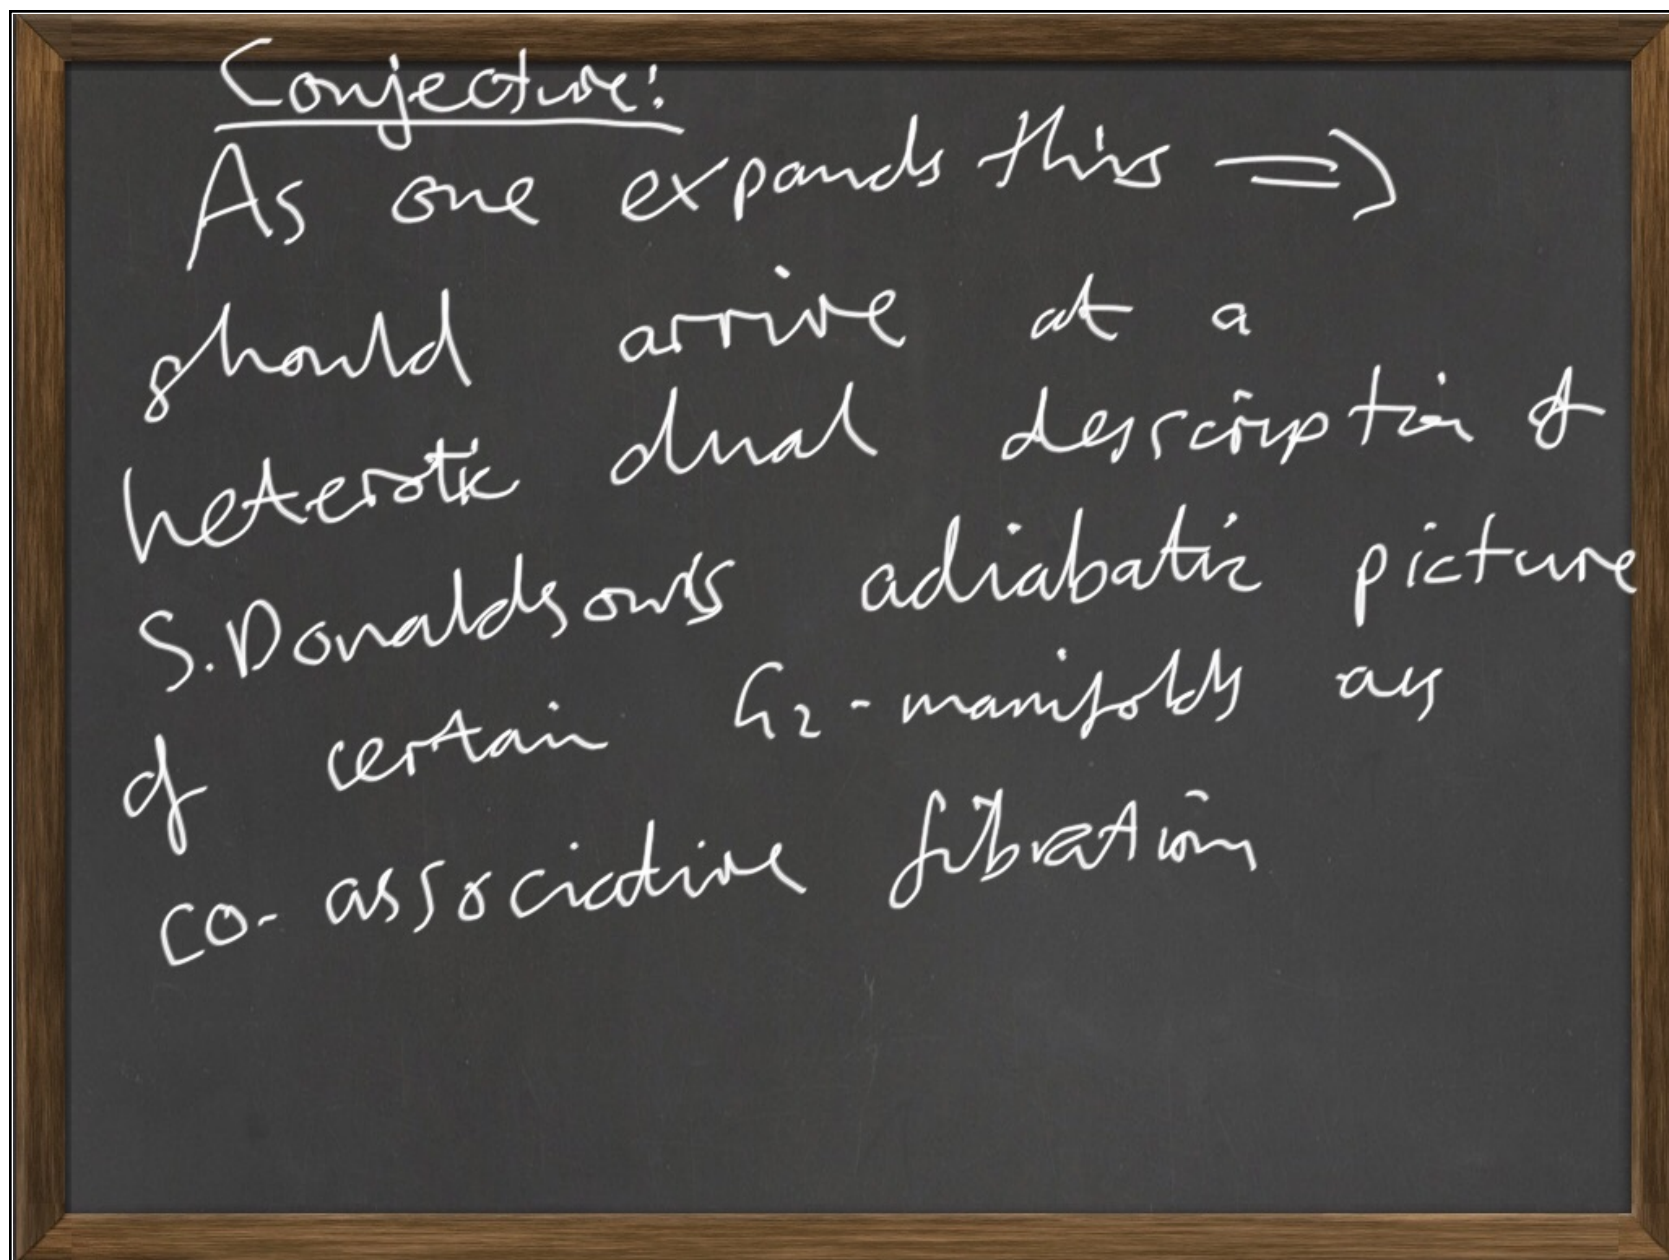 Conjecture:
As one expands this ⇒
should arrive at a
heterotic dual description of
S. Donaldson's adiabatic picture
of certain G₂-manifolds as
co-associative fibration